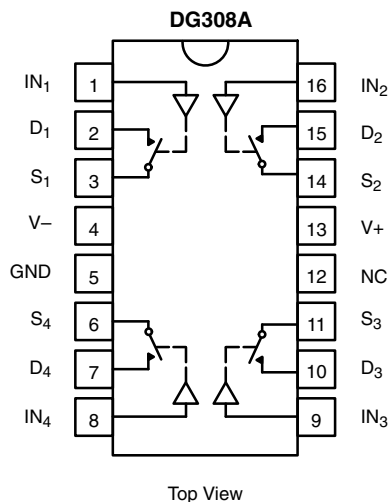 DG308A
IN1 1 16 IN2
D1 2 15 D2
S1 3 14 S2
V– 4 13 V+
GND 5 12 NC
S4 6 11 S3
D4 7 10 D3
IN4 8 9 IN3
Top View